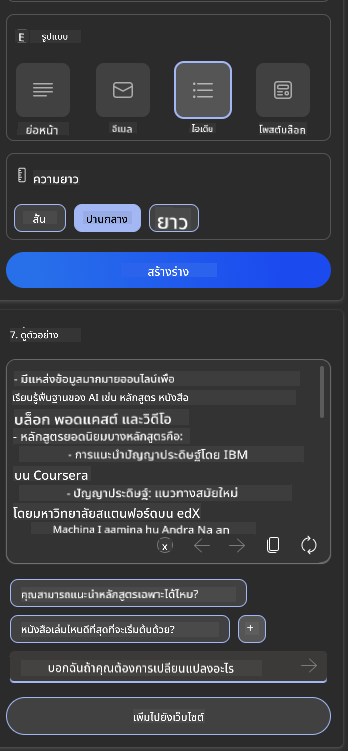 E รูปแบบ
ย่อหน้า
อีเมล
ไอเดีย
โพสต์บล็อก
ความยาว
สั้น
ปานกลาง
ยาว
สร้างร่าง
7. ดูตัวอย่าง
- มีแหล่งข้อมูลมากมายออนไลน์เพื่อ
เรียนรู้พื้นฐานของ AI เช่น หลักสูตร หนังสือ
บล็อก พอดแคสต์ และวิดีโอ
- หลักสูตรยอดนิยมบางหลักสูตรคือ:
- การแนะนำปัญญาประดิษฐ์โดย IBM
บน Coursera
- ปัญญาประดิษฐ์: แนวทางสมัยใหม่
โดยมหาวิทยาลัยสแตนฟอร์ดบน edX
x
คุณสามารถแนะนำหลักสูตรเฉพาะได้ไหม?
หนังสือเล่มไหนดีที่สุดที่จะเริ่มต้นด้วย?
+
บอกฉันถ้าคุณต้องการเปลี่ยนแปลงอะไร
เพิ่มไปยังเว็บไซต์